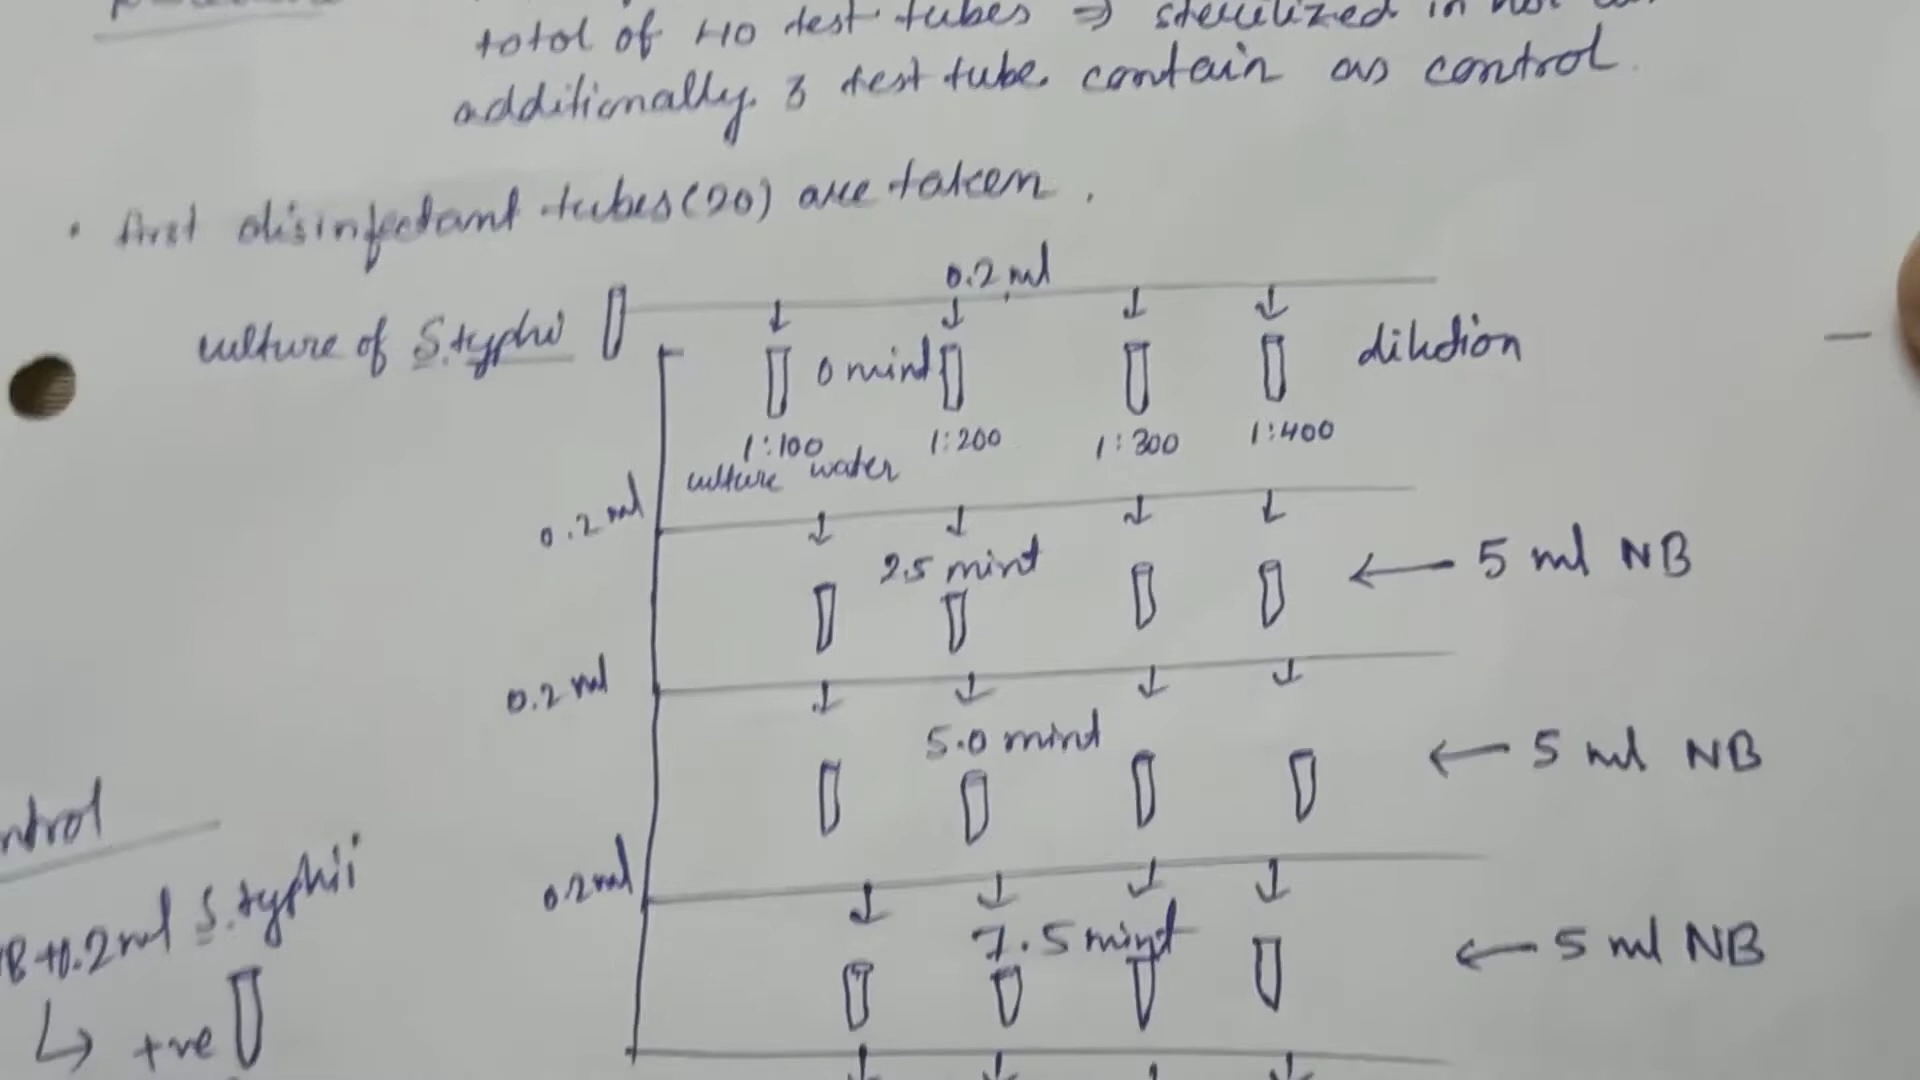 total of 40 test tubes ⇒ sterilized in hot
additionally 3 test tube contain as control.
• first disinfectant tubes (20) are taken.
0.2 ml
culture of S.typhi
0 mint
dilution
1:100 1:200 1:300 1:400
culture water
0.2 ml
2.5 mint
← 5 ml NB
0.2 ml
5.0 mint
← 5 ml NB
ntrol
0.2 ml
7.5 mint
← 5 ml NB
B+0.2 ml S.typhii
↳ +ve